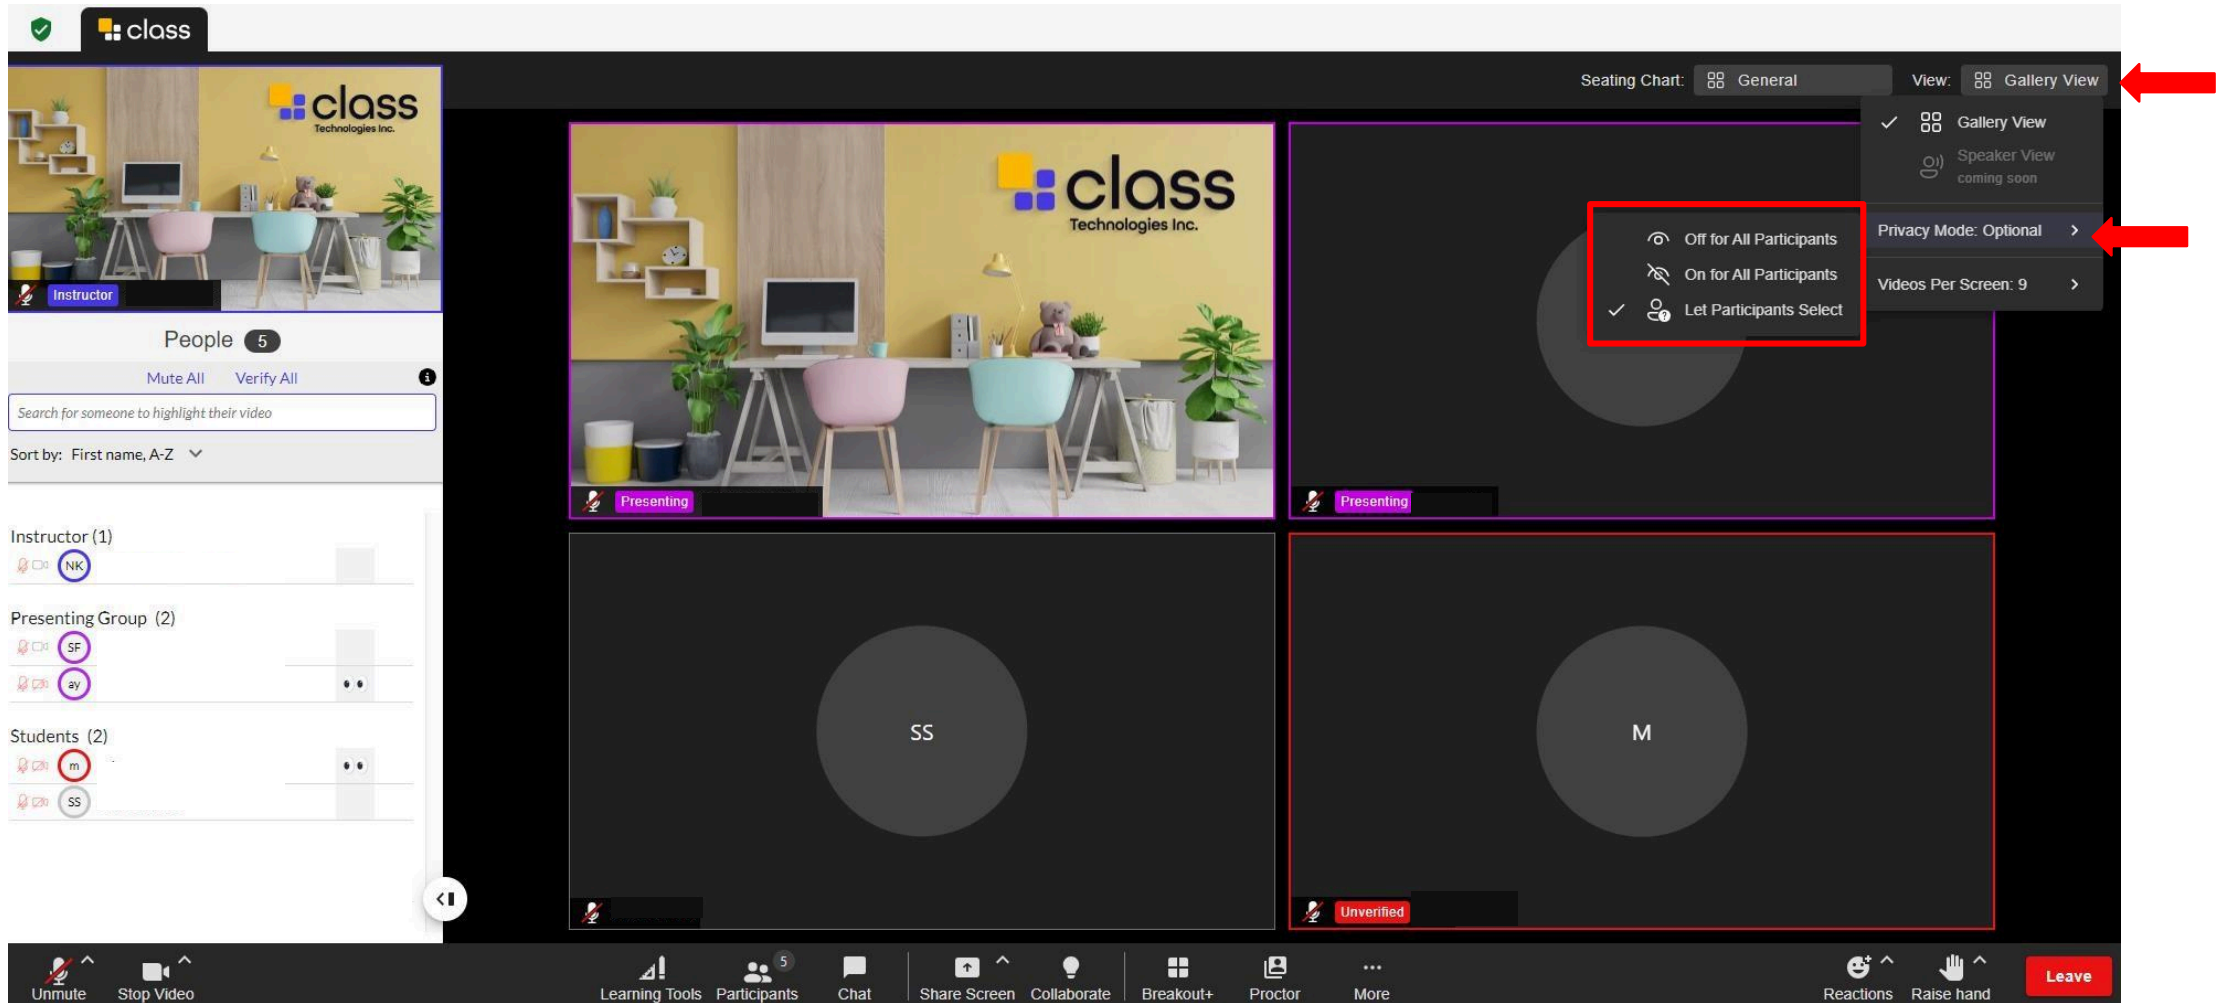 class
Seating Chart: General
View: Gallery View
class
Technologies Inc.
Instructor
People 5
Mute All Verify All
Search for someone to highlight their video
Sort by: First name, A-Z
Instructor (1)
NK
Presenting Group (2)
SF
ay
Students (2)
m
SS
class
Technologies Inc.
Presenting
Presenting
SS
M
Unverified
Gallery View
Speaker View
coming soon
Privacy Mode: Optional
Videos Per Screen: 9
Off for All Participants
On for All Participants
Let Participants Select
Unmute
Stop Video
Learning Tools
Participants 5
Chat
Share Screen
Collaborate
Breakout+
Proctor
More
Reactions
Raise hand
Leave